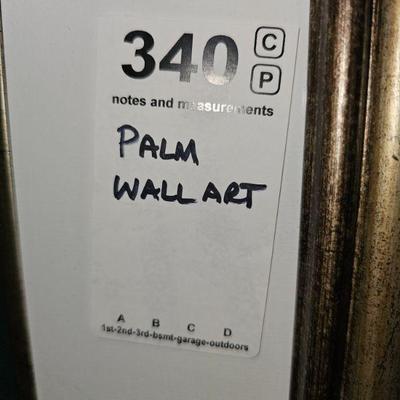 340 C
P
notes and measurements
PALM
WALL ART
A B C D
1st-2nd-3rd-bsmt-garage-outdoors